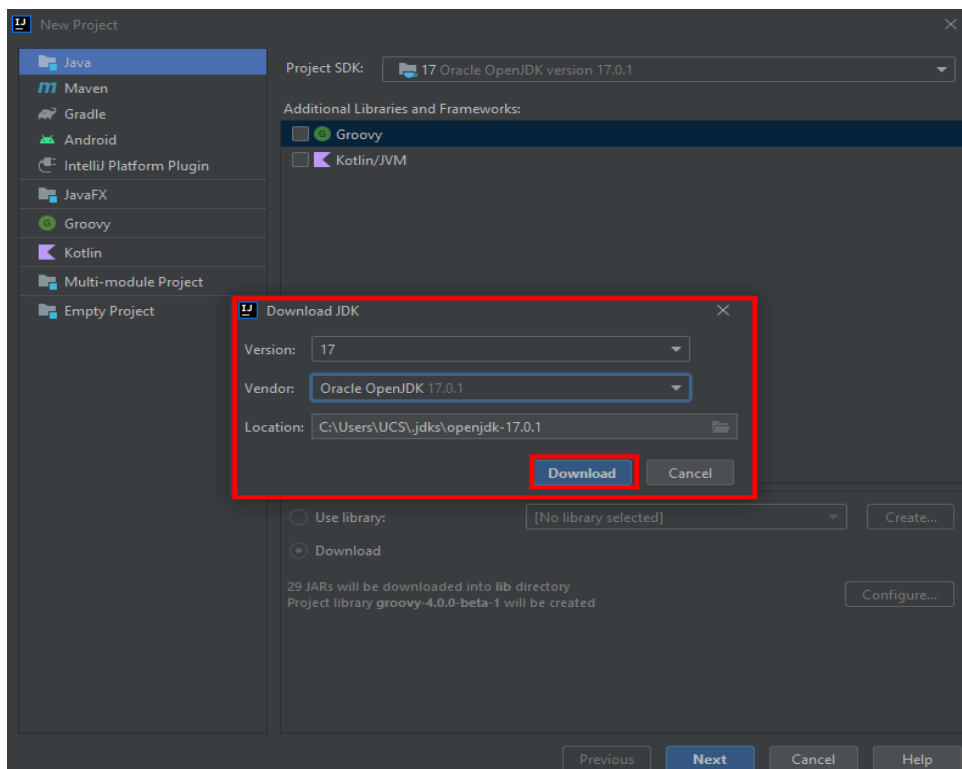 IJ New Project
Java
Maven
Gradle
Android
IntelliJ Platform Plugin
JavaFX
Groovy
Kotlin
Multi-module Project
Empty Project
Project SDK: 17 Oracle OpenJDK version 17.0.1
Additional Libraries and Frameworks:
G Groovy
Kotlin/JVM
IJ Download JDK
Version: 17
Vendor: Oracle OpenJDK 17.0.1
Location: C:\Users\UCS\.jdks\openjdk-17.0.1
Download Cancel
Use library: [No library selected] Create...
Download
29 JARs will be downloaded into lib directory
Project library groovy-4.0.0-beta-1 will be created
Configure...
Previous Next Cancel Help